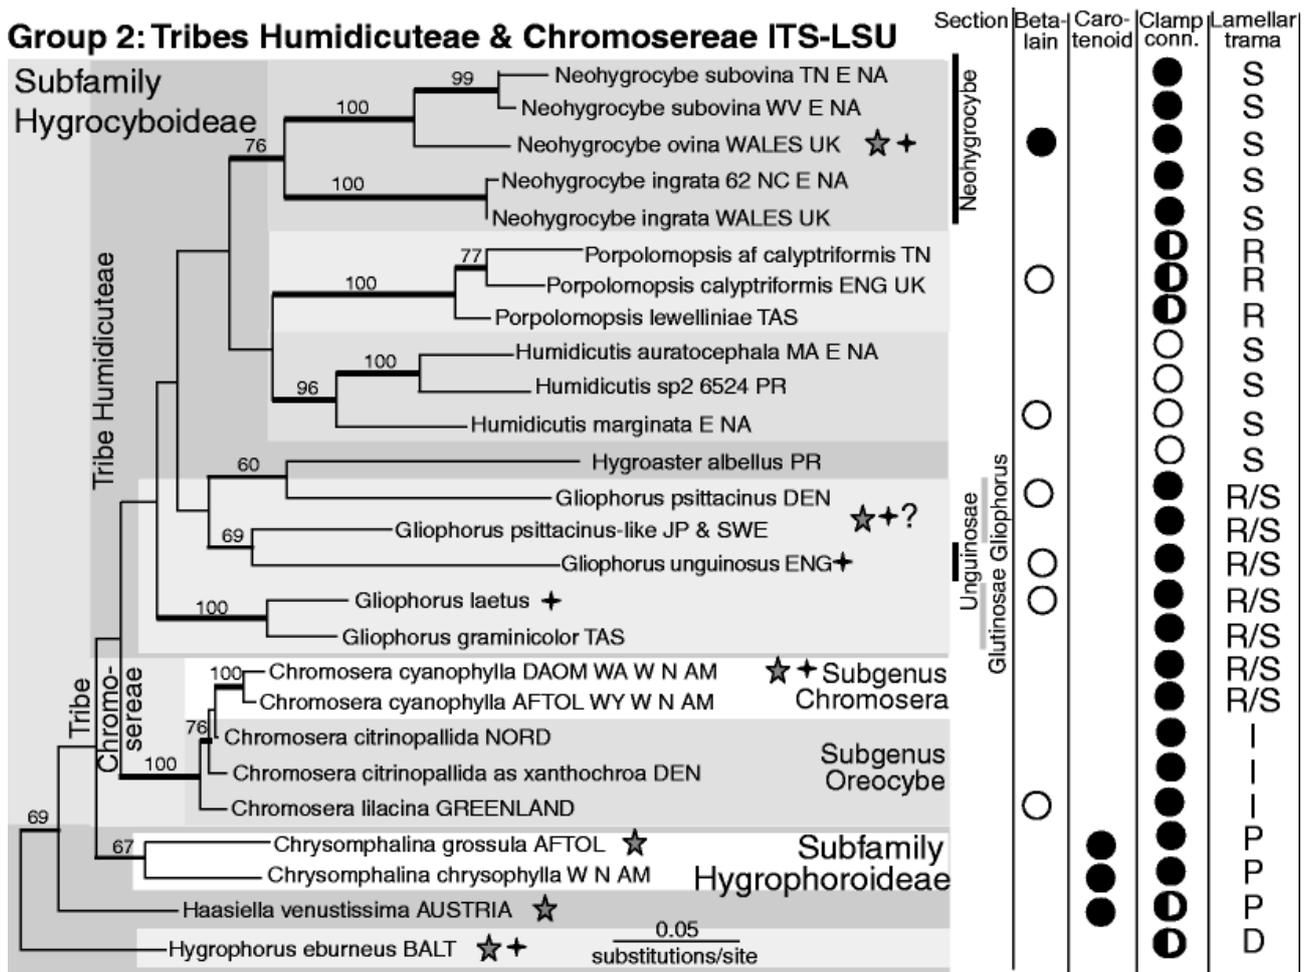 Group 2: Tribes Humidicuteae & Chromosereae ITS-LSU
Section
Beta-
lain
Caro-
tenoid
Clamp
conn.
Lamellar
trama
Subfamily
Hygrocyboideae
99
Neohygrocybe subovina TN E NA
S
100
Neohygrocybe subovina WV E NA
S
76
Neohygrocybe ovina WALES UK
S
Neohygrocybe
100
Neohygrocybe ingrata 62 NC E NA
S
Neohygrocybe ingrata WALES UK
S
Tribe Humidicuteae
77
Porpolomopsis af calyptriformis TN
R
100
Porpolomopsis calyptriformis ENG UK
R
Porpolomopsis lewelliniae TAS
R
100
Humidicutis auratocephala MA E NA
S
96
Humidicutis sp2 6524 PR
S
Humidicutis marginata E NA
S
60
Hygroaster albellus PR
S
Gliophorus psittacinus DEN
R/S
Gliophorus
69
Gliophorus psittacinus-like JP & SWE
?
R/S
Unguinosae
Gliophorus unguinosus ENG
R/S
100
Gliophorus laetus
R/S
Glutinosae
Gliophorus graminicolor TAS
R/S
Tribe
Chromo-
sereae
100
Chromosera cyanophylla DAOM WA W N AM
R/S
Subgenus
Chromosera
Chromosera cyanophylla AFTOL WY W N AM
R/S
76
Chromosera citrinopallida NORD
I
Subgenus
Oreocybe
100
Chromosera citrinopallida as xanthochroa DEN
I
Chromosera lilacina GREENLAND
I
69
67
Chrysomphalina grossula AFTOL
P
Subfamily
Hygrophoroideae
Chrysomphalina chrysophylla W N AM
P
Haasiella venustissima AUSTRIA
P
Hygrophorus eburneus BALT
D
0.05
substitutions/site